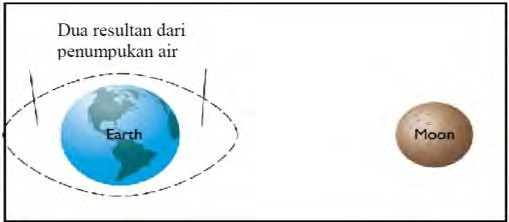 Dua resultan dari
penumpukan air
Earth
Moon